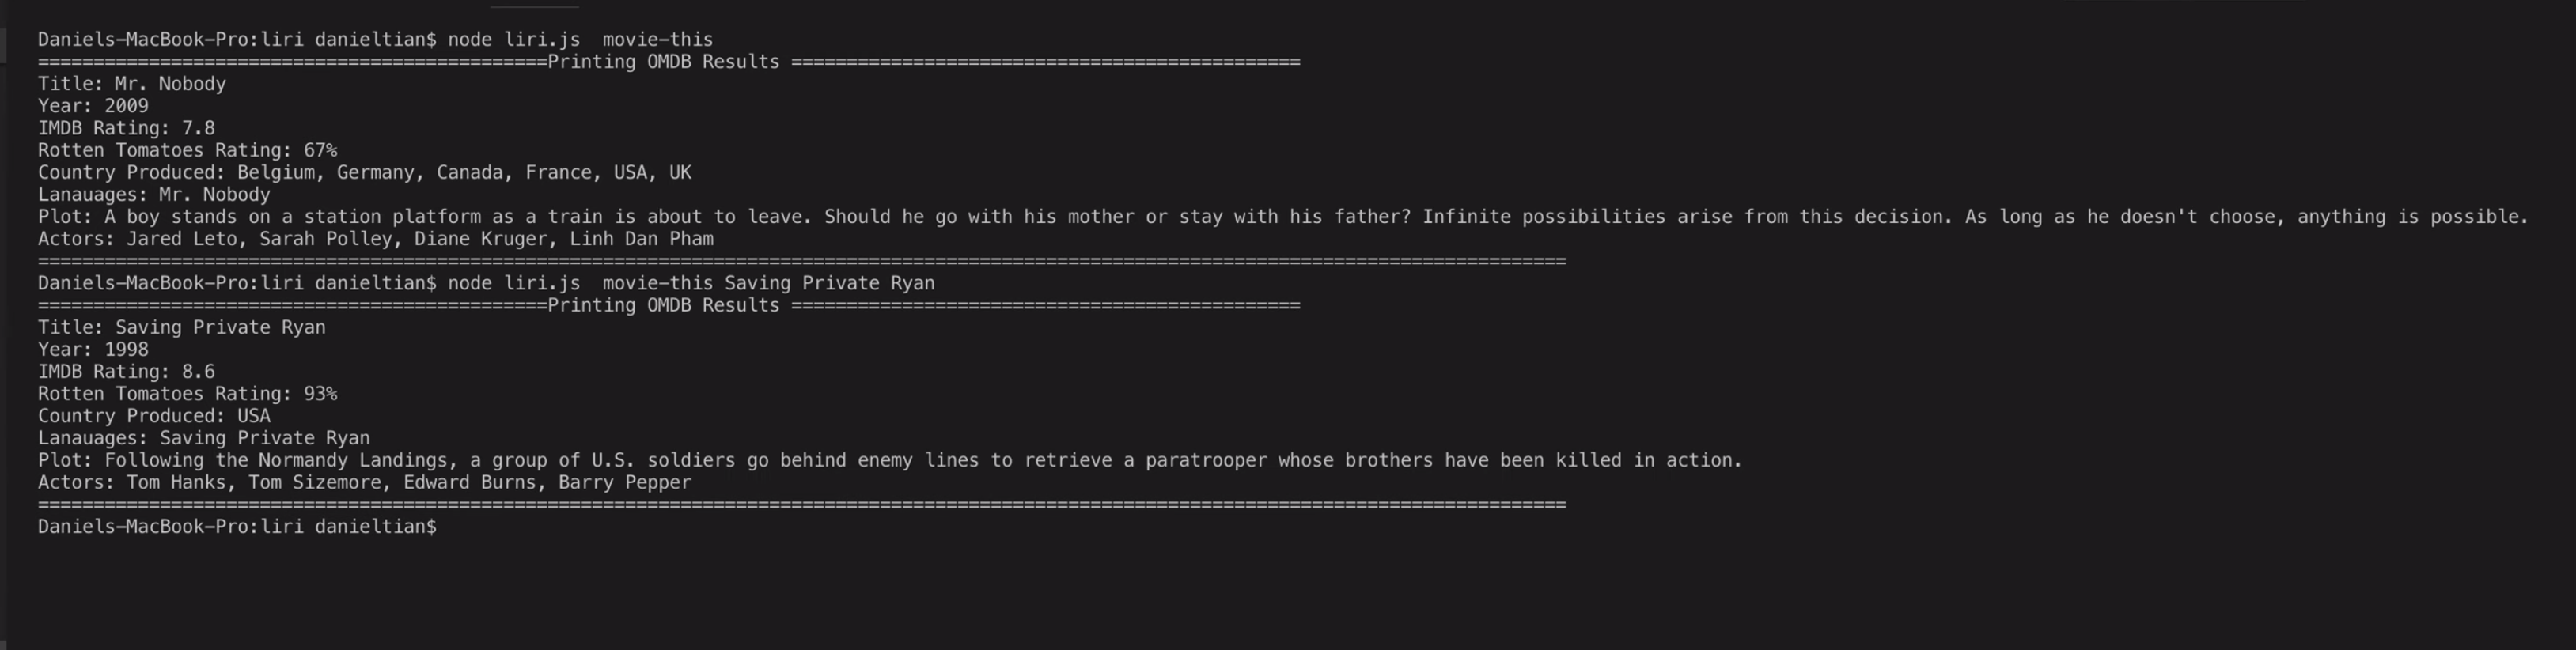 Daniels-MacBook-Pro:liri danieltian$ node liri.js  movie-this
==============================================Printing OMDB Results ==============================================
Title: Mr. Nobody
Year: 2009
IMDB Rating: 7.8
Rotten Tomatoes Rating: 67%
Country Produced: Belgium, Germany, Canada, France, USA, UK
Lanauages: Mr. Nobody
Plot: A boy stands on a station platform as a train is about to leave. Should he go with his mother or stay with his father? Infinite possibilities arise from this decision. As long as he doesn't choose, anything is possible.
Actors: Jared Leto, Sarah Polley, Diane Kruger, Linh Dan Pham
==========================================================================================================================================
Daniels-MacBook-Pro:liri danieltian$ node liri.js  movie-this Saving Private Ryan
==============================================Printing OMDB Results ==============================================
Title: Saving Private Ryan
Year: 1998
IMDB Rating: 8.6
Rotten Tomatoes Rating: 93%
Country Produced: USA
Lanauages: Saving Private Ryan
Plot: Following the Normandy Landings, a group of U.S. soldiers go behind enemy lines to retrieve a paratrooper whose brothers have been killed in action.
Actors: Tom Hanks, Tom Sizemore, Edward Burns, Barry Pepper
==========================================================================================================================================
Daniels-MacBook-Pro:liri danieltian$